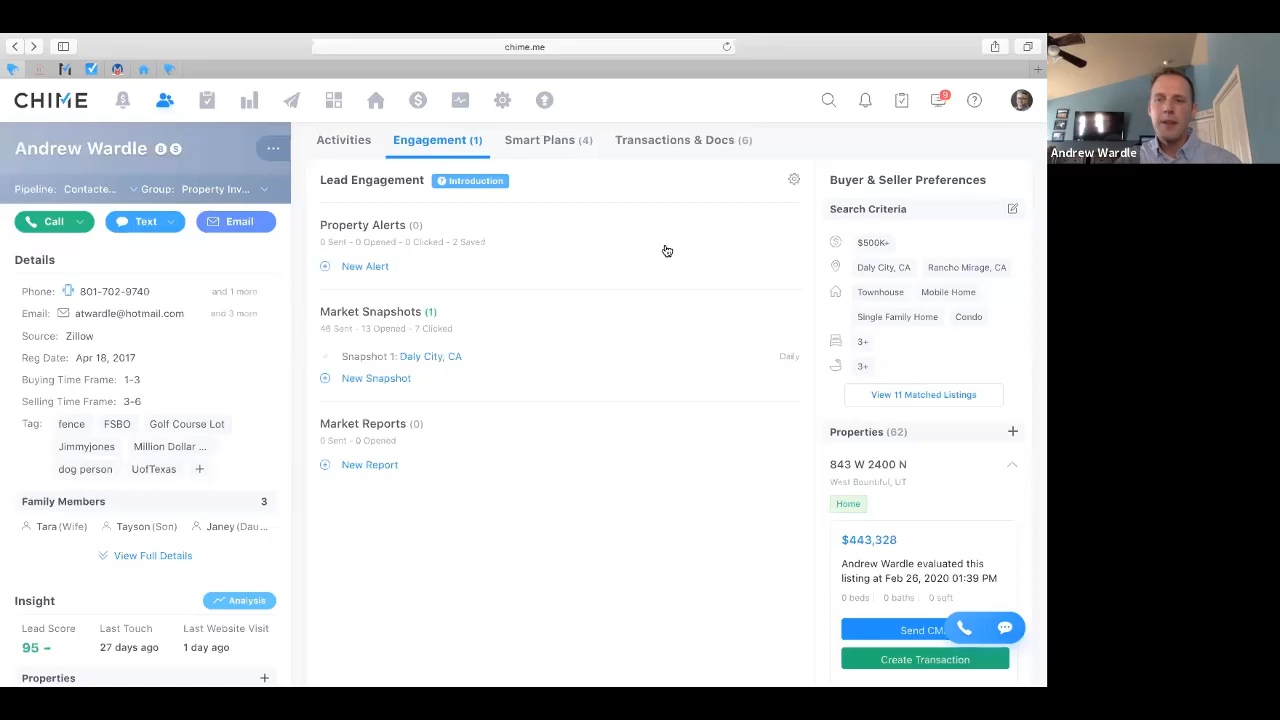 chime.me
CHIME
9
Andrew Wardle B S
Pipeline: Contacte... Group: Property Inv...
Call Text Email
Details
Phone: 801-702-9740 and 1 more
Email: atwardle@hotmail.com and 3 more
Source: Zillow
Reg Date: Apr 18, 2017
Buying Time Frame: 1-3
Selling Time Frame: 3-6
Tag: fence FSBO Golf Course Lot
Jimmyjones Million Dollar ...
dog person UofTexas
Family Members 3
Tara (Wife) Tayson (Son) Janey (Dau ...
View Full Details
Insight Analysis
Lead Score Last Touch Last Website Visit
95 – 27 days ago 1 day ago
Properties
Activities Engagement (1) Smart Plans (4) Transactions & Docs (6)
Lead Engagement Introduction
Property Alerts (0)
0 Sent - 0 Opened - 0 Clicked - 2 Saved
New Alert
Market Snapshots (1)
46 Sent - 13 Opened - 7 Clicked
Snapshot 1: Daly City, CA Daily
New Snapshot
Market Reports (0)
0 Sent - 0 Opened
New Report
Buyer & Seller Preferences
Search Criteria
$500K+
Daly City, CA Rancho Mirage, CA
Townhouse Mobile Home
Single Family Home Condo
3+
3+
View 11 Matched Listings
Properties (62)
843 W 2400 N
West Bountiful, UT
Home
$443,328
Andrew Wardle evaluated this
listing at Feb 26, 2020 01:39 PM
0 beds 0 baths 0 sqft
Send CM
Create Transaction
Andrew Wardle